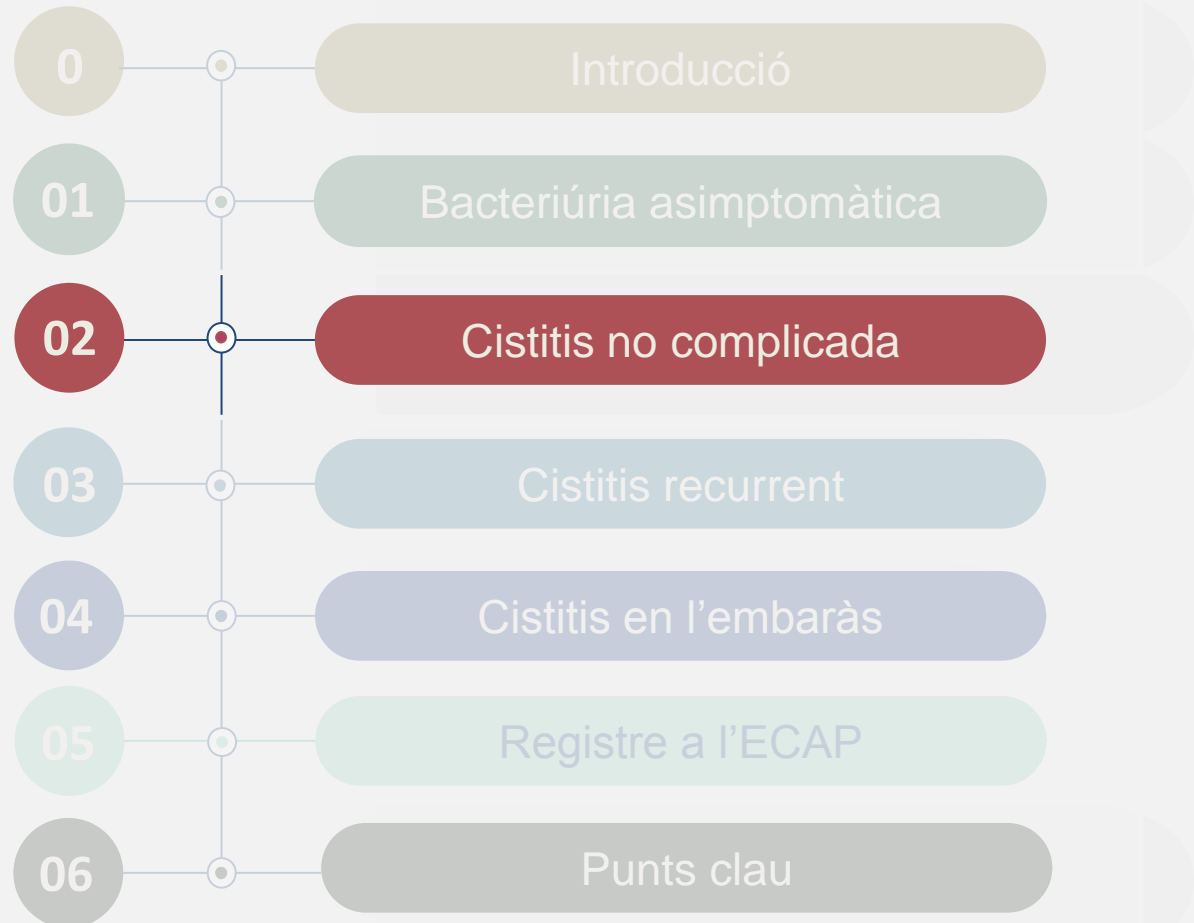 0 Introducció
01 Bacteriúria asimptomàtica
02 Cistitis no complicada
03 Cistitis recurrent
04 Cistitis en l’embaràs
05 Registre a l’ECAP
06 Punts clau